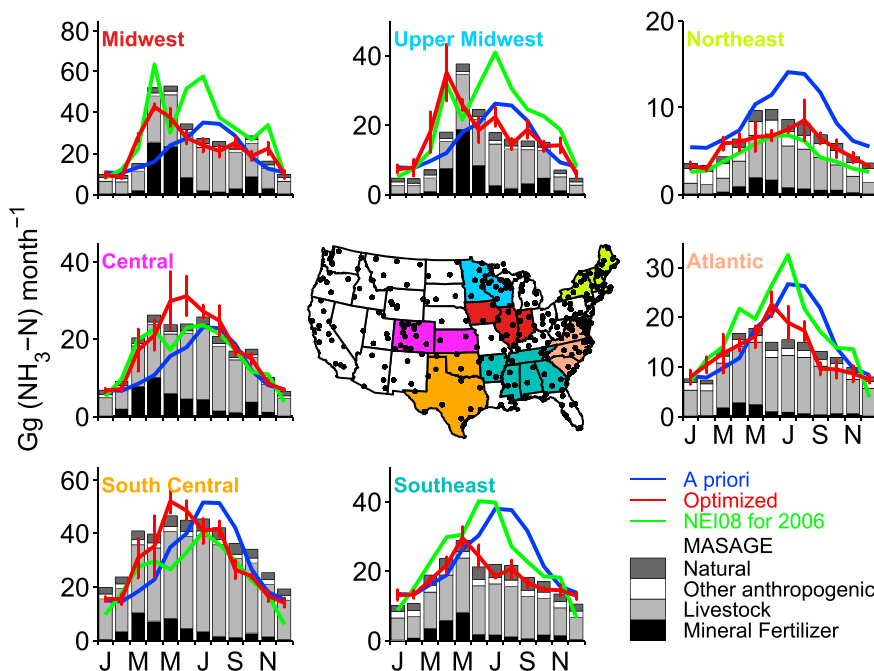 Midwest
Upper Midwest
Northeast
80
60
40
20
0
40
20
0
20
10
0
Gg (NH3−N) month−1
Central
Atlantic
40
20
0
30
20
10
0
South Central
Southeast
60
40
20
0
J M M J S N
40
20
0
J M M J S N
J M M J S N
A priori
Optimized
NEI08 for 2006
MASAGE
Natural
Other anthropogenic
Livestock
Mineral Fertilizer